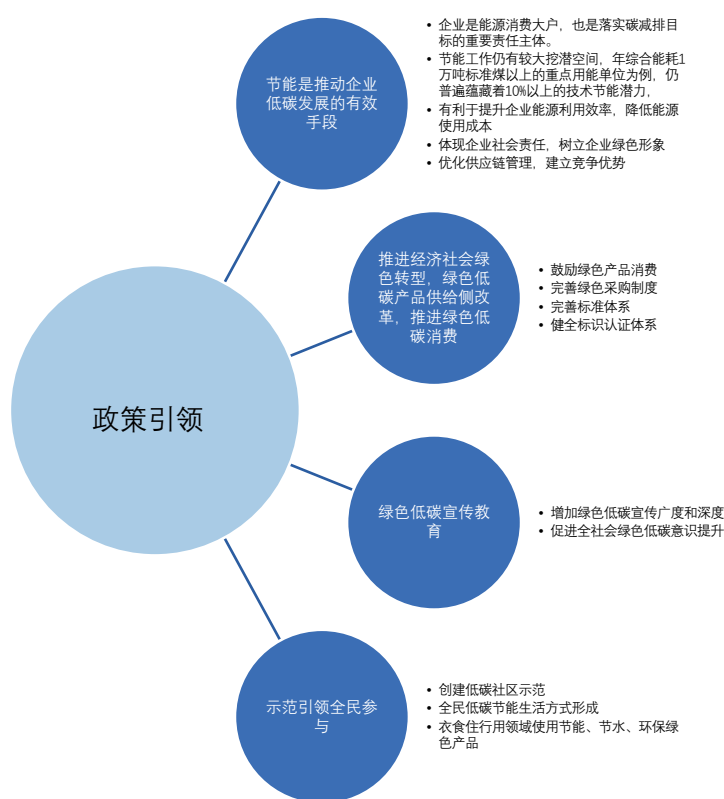 政策引领
节能是推动企业
低碳发展的有效
手段
• 企业是能源消费大户，也是落实碳减排目
标的重要责任主体。
• 节能工作仍有较大挖潜空间，年综合能耗1
万吨标准煤以上的重点用能单位为例，仍
普遍蕴藏着10%以上的技术节能潜力，
• 有利于提升企业能源利用效率，降低能源
使用成本
• 体现企业社会责任，树立企业绿色形象
• 优化供应链管理，建立竞争优势
推进经济社会绿
色转型，绿色低
碳产品供给侧改
革，推进绿色低
碳消费
• 鼓励绿色产品消费
• 完善绿色采购制度
• 完善标准体系
• 健全标识认证体系
绿色低碳宣传教
育
• 增加绿色低碳宣传广度和深度
• 促进全社会绿色低碳意识提升
示范引领全民参
与
• 创建低碳社区示范
• 全民低碳节能生活方式形成
• 衣食住行用领域使用节能、节水、环保绿
色产品